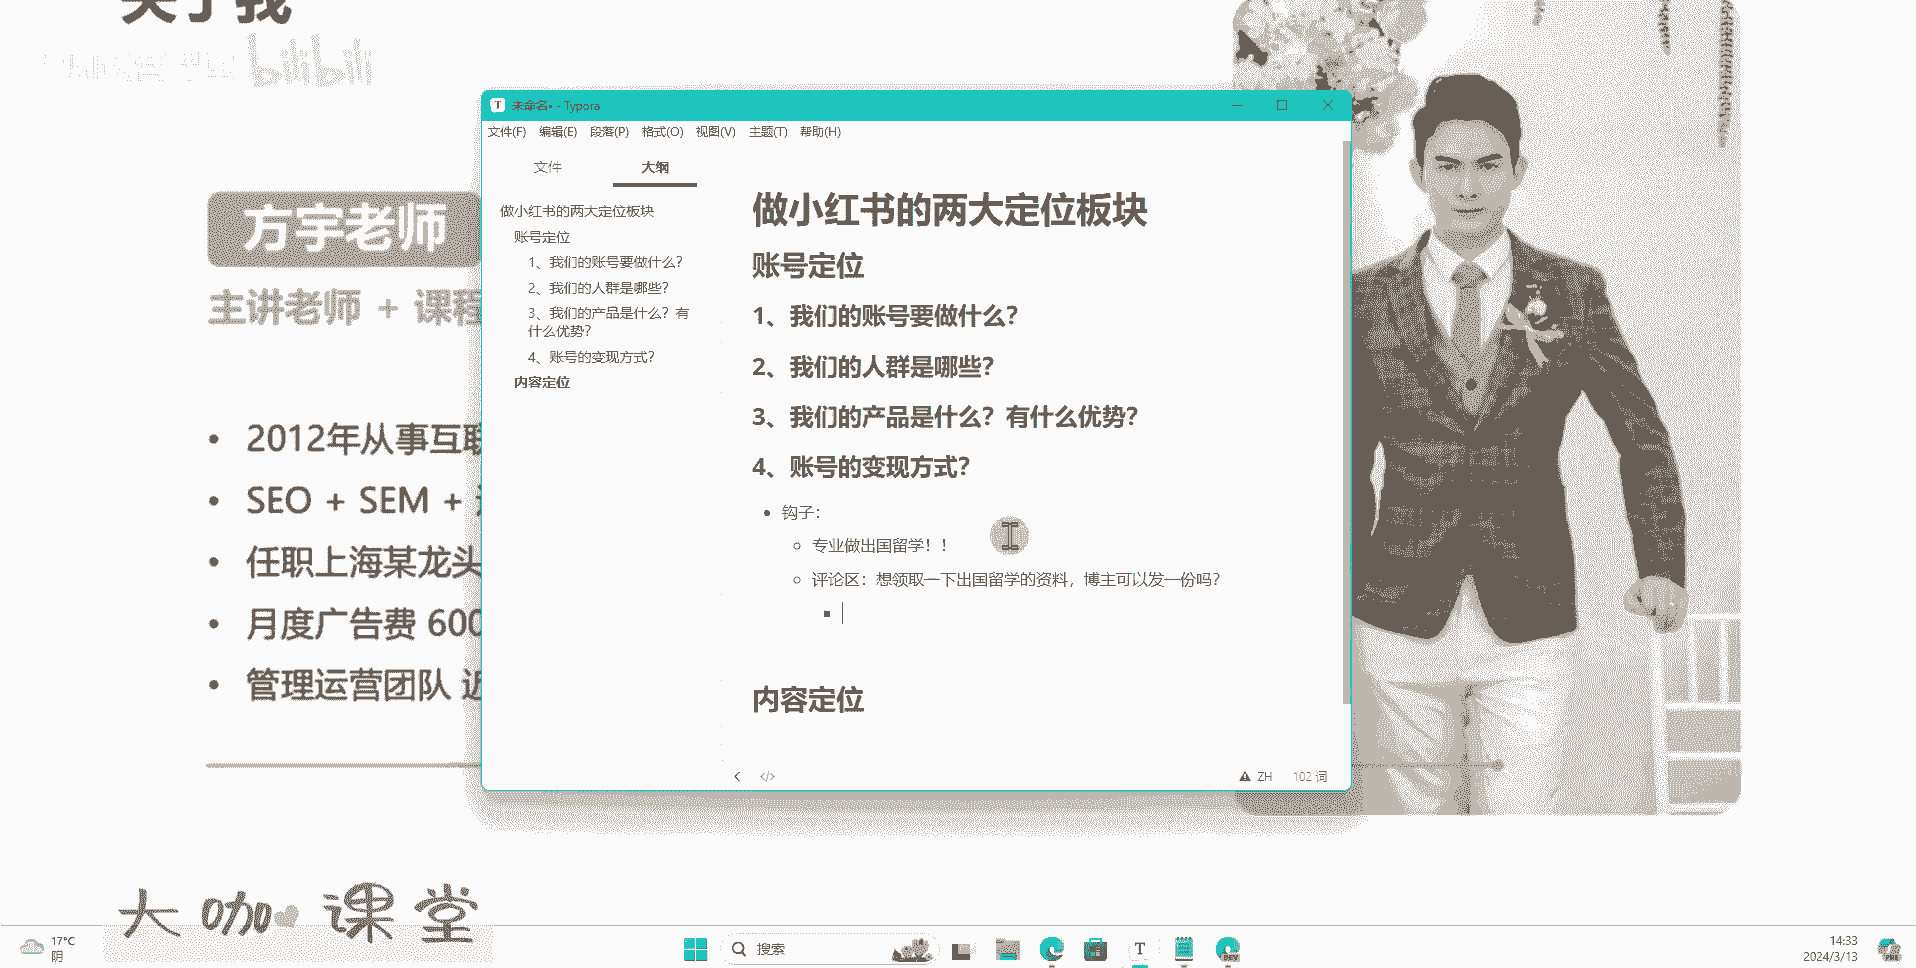 关于我
bilibili
方宇老师
主讲老师 + 课程
2012年从事互联
SEO + SEM +
任职上海某龙头
月度广告费 600
管理运营团队 近
未命名• - Typora
文件(F) 编辑(E) 段落(P) 格式(O) 视图(V) 主题(T) 帮助(H)
文件 大纲
做小红书的两大定位板块
账号定位
1、我们的账号要做什么？
2、我们的人群是哪些？
3、我们的产品是什么？有
什么优势？
4、账号的变现方式？
内容定位
做小红书的两大定位板块
账号定位
1、我们的账号要做什么？
2、我们的人群是哪些？
3、我们的产品是什么？有什么优势？
4、账号的变现方式？
钩子：
专业做出国留学！！
评论区：想领取一下出国留学的资料，博主可以发一份吗？
内容定位
ZH 102 词
大咖课堂
17°C
阴
搜索
DEV
14:33
2024/3/13
PRE